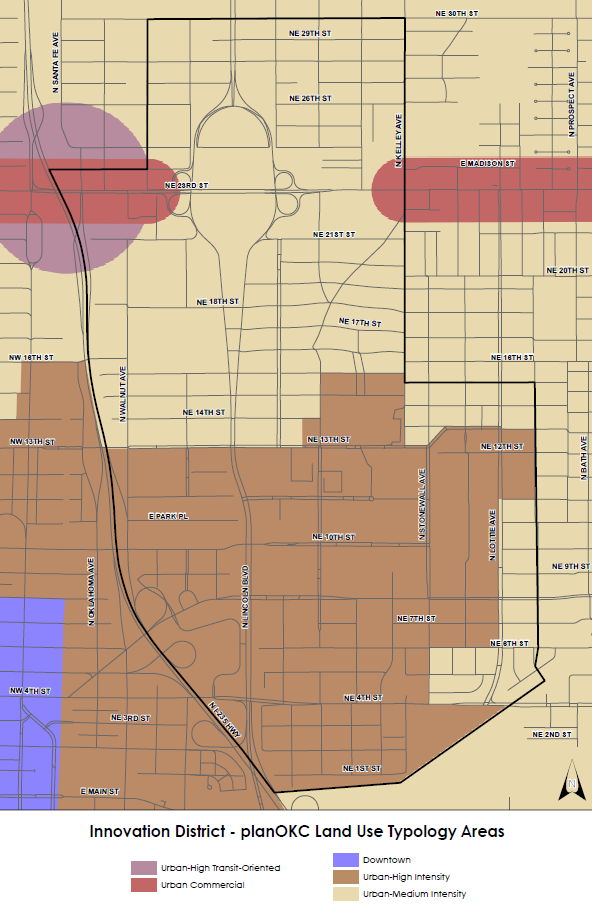 NE 30TH ST
N SANTA FE AVE
NE 29TH ST
N PROSPECT AVE
NE 26TH ST
N KELLEY AVE
E MADISON ST
NE 23RD ST
NE 21ST ST
NE 20TH ST
NE 18TH ST
NE 17TH ST
NW 16TH ST
NE 16TH ST
N WALNUT AVE
NE 14TH ST
NW 13TH ST
NE 13TH ST
NE 12TH ST
N BATH AVE
N STONEWALL AVE
N LOTTIE AVE
E PARK PL
NE 10TH ST
N OKLAHOMA AVE
N LINCOLN BLVD
NE 9TH ST
NE 7TH ST
NE 6TH ST
NW 4TH ST
NE 4TH ST
NE 3RD ST
N I-235 HWY
NE 2ND ST
NE 1ST ST
E MAIN ST
N
Innovation District - planOKC Land Use Typology Areas
Urban-High Transit-Oriented
Urban Commercial
Downtown
Urban-High Intensity
Urban-Medium Intensity